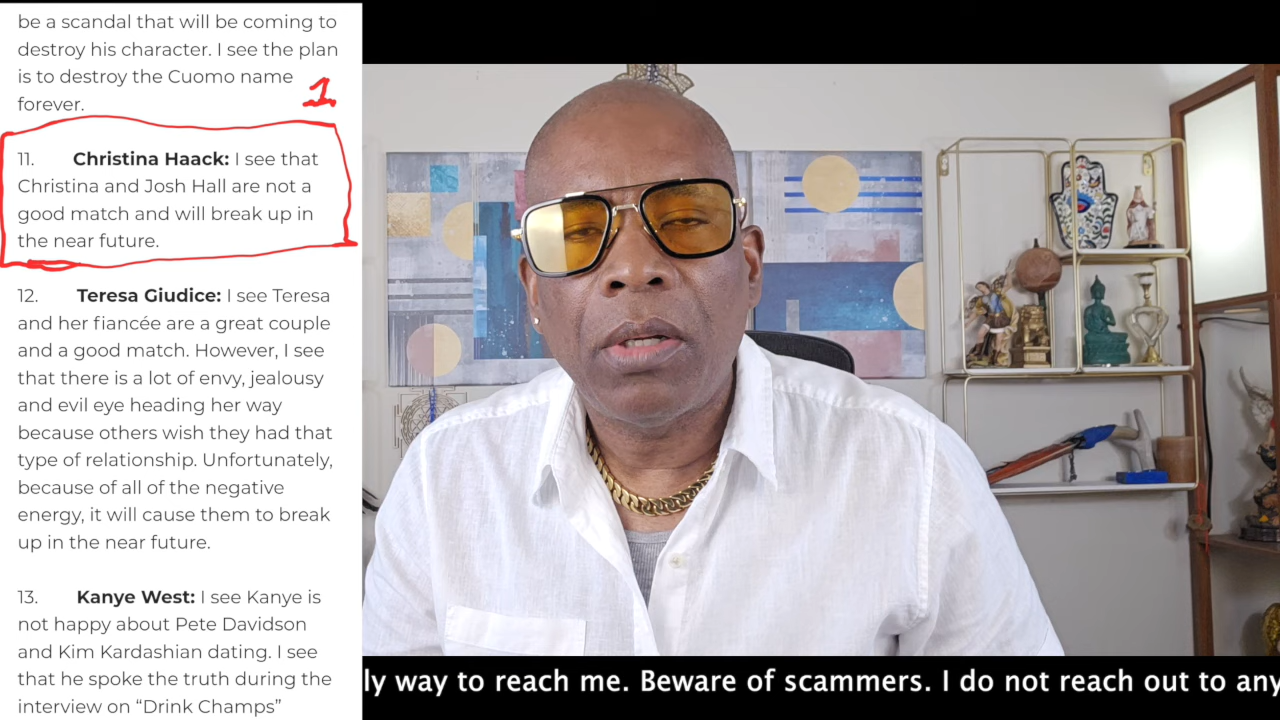 be a scandal that will be coming to
destroy his character. I see the plan
is to destroy the Cuomo name
forever.
1
11. Christina Haack: I see that
Christina and Josh Hall are not a
good match and will break up in
the near future.
12. Teresa Giudice: I see Teresa
and her fiancée are a great couple
and a good match. However, I see
that there is a lot of envy, jealousy
and evil eye heading her way
because others wish they had that
type of relationship. Unfortunately,
because of all of the negative
energy, it will cause them to break
up in the near future.
13. Kanye West: I see Kanye is
not happy about Pete Davidson
and Kim Kardashian dating. I see
that he spoke the truth during the
interview on “Drink Champs”
ly way to reach me. Beware of scammers. I do not reach out to any